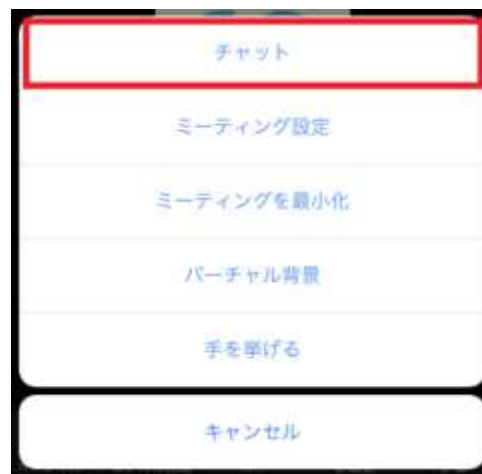 チャット
ミーティング設定
ミーティングを最小化
バーチャル背景
手を挙げる
キャンセル